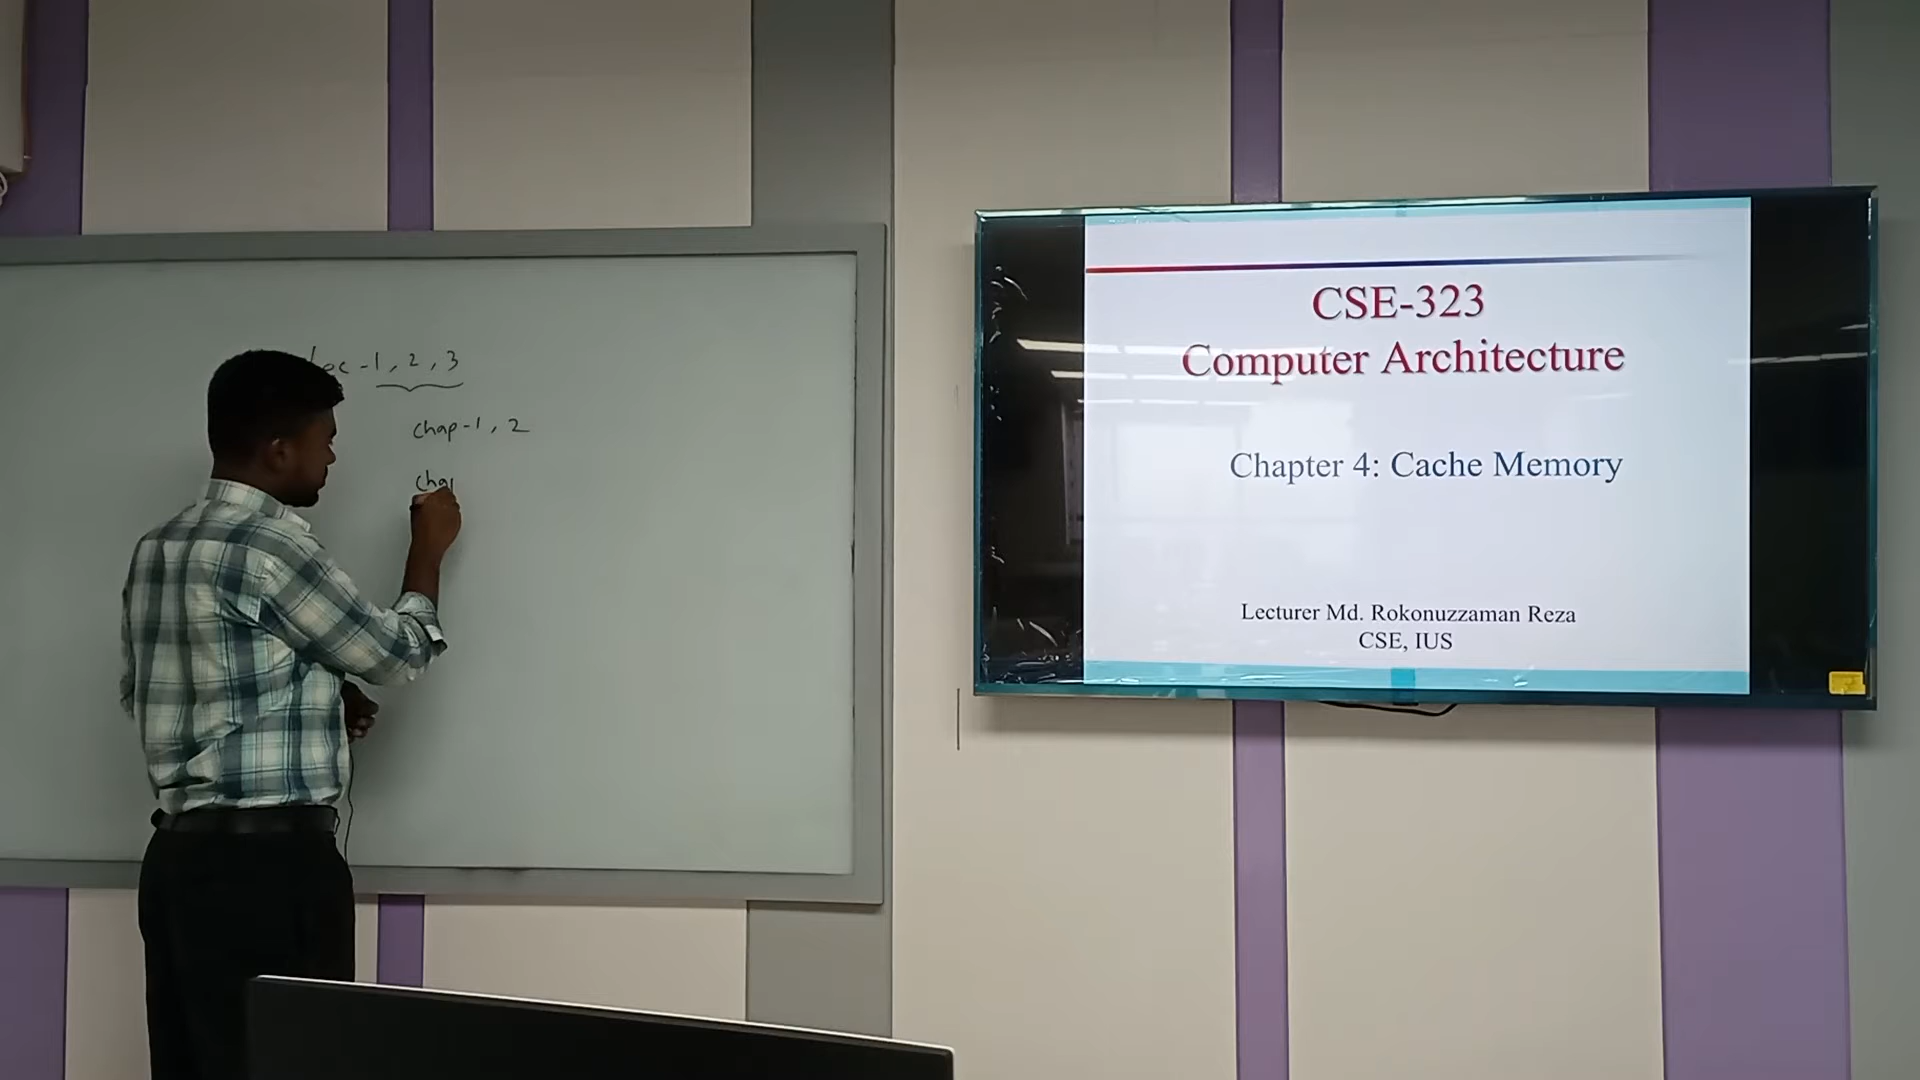 -1, 2, 3
chap-1, 2
cha
CSE-323
Computer Architecture
Chapter 4: Cache Memory
Lecturer Md. Rokonuzzaman Reza
CSE, IUS